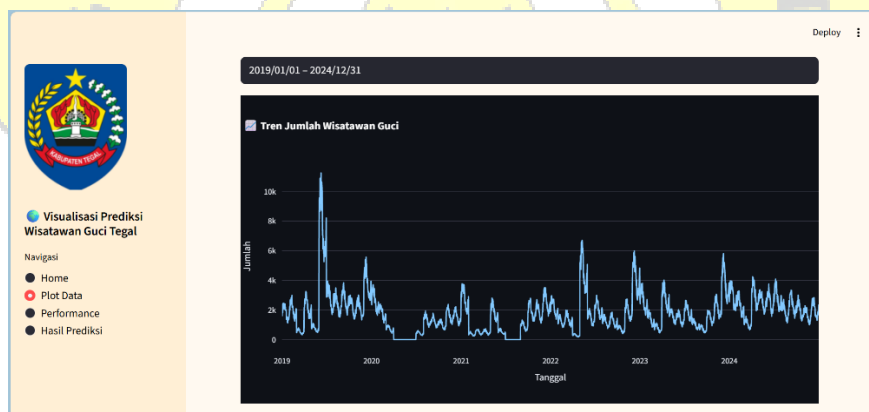 Deploy
KABUPATEN TEGAL
Visualisasi Prediksi
Wisatawan Guci Tegal
Navigasi
Home
Plot Data
Performance
Hasil Prediksi
2019/01/01 – 2024/12/31
Tren Jumlah Wisatawan Guci
Jumlah
10k
8k
6k
4k
2k
0
2019 2020 2021 2022 2023 2024
Tanggal